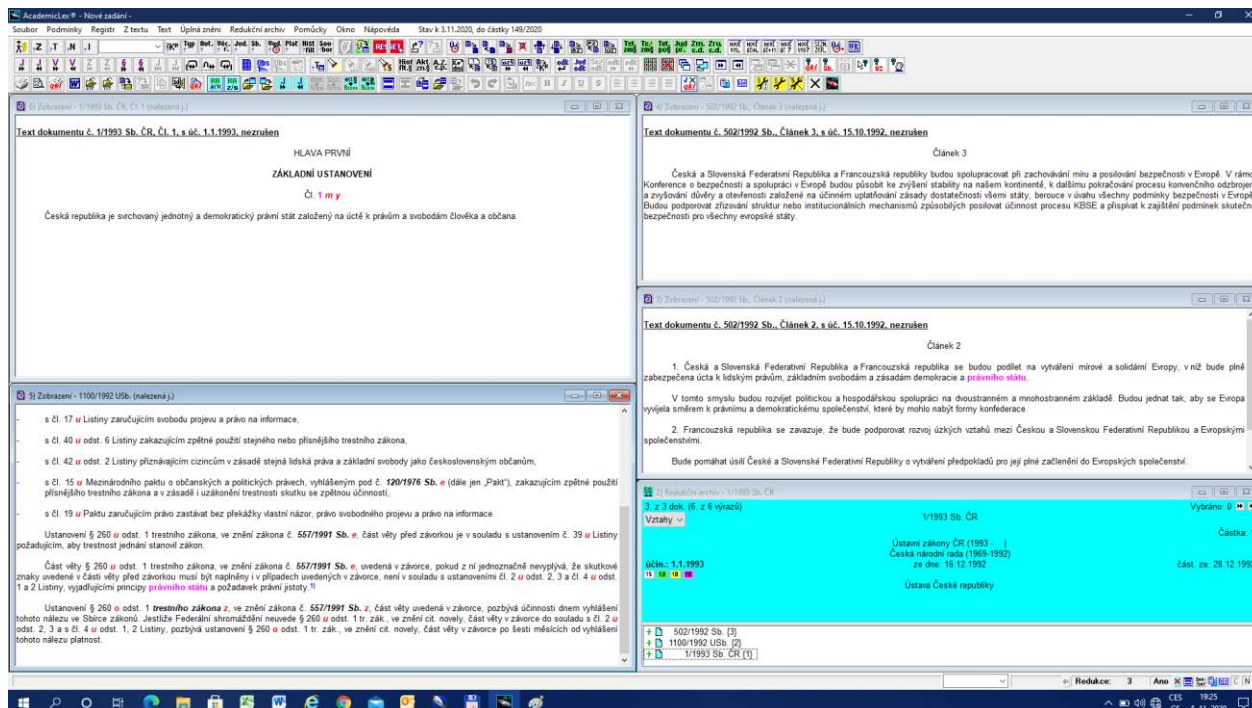 AcademicLex® - Nové zadání -
Soubor Podmínky Registr Z textu Text Úplná znění Redukční archiv Pomůcky Okno Nápověda Stav k 3.11.2020, do částky 149/2020
6) Zobrazení - 1/1993 Sb. ČR, Čl. 1 (nalezená j.)
Text dokumentu č. 1/1993 Sb. ČR, Čl. 1, s úč. 1.1.1993, nezrušen
HLAVA PRVNÍ
ZÁKLADNÍ USTANOVENÍ
Čl. 1 m y
Česká republika je svrchovaný jednotný a demokratický právní stát založený na úctě k právům a svobodám člověka a občana.
5) Zobrazení - 1100/1992 USb. (nalezená j.)
- s čl. 17 u Listiny zaručujícím svobodu projevu a právo na informace,
- s čl. 40 u odst. 6 Listiny zakazujícím zpětné použití stejného nebo přísnějšího trestního zákona,
- s čl. 42 u odst. 2 Listiny přiznávajícím cizincům v zásadě stejná lidská práva a základní svobody jako československým občanům,
- s čl. 15 u Mezinárodního paktu o občanských a politických právech, vyhlášeným pod č. 120/1976 Sb. e (dále jen „Pakt"), zakazujícím zpětné použití
přísnějšího trestního zákona a v zásadě i uzákonění trestnosti skutku se zpětnou účinností,
- s čl. 19 u Paktu zaručujícím právo zastávat bez překážky vlastní názor, právo svobodného projevu a právo na informace.
Ustanovení § 260 u odst. 1 trestního zákona, ve znění zákona č. 557/1991 Sb. e, část věty před závorkou je v souladu s ustanovením č. 39 u Listiny
požadujícím, aby trestnost jednání stanovil zákon.
Část věty § 260 u odst. 1 trestního zákona, ve znění zákona č. 557/1991 Sb. e, uvedená v závorce, pokud z ní jednoznačně nevyplývá, že skutkové
znaky uvedené v části věty před závorkou musí být naplněny i v případech uvedených v závorce, není v souladu s ustanoveními čl. 2 u odst. 2, 3 a čl. 4 u odst.
1 a 2 Listiny, vyjadřujícími principy právního státu a požadavek právní jistoty.
Ustanovení § 260 o odst. 1 trestního zákona z, ve znění zákona č. 557/1991 Sb. z, část věty uvedená v závorce, pozbývá účinnosti dnem vyhlášení
tohoto nálezu ve Sbírce zákonů. Jestliže Federální shromáždění neuvede § 260 u odst. 1 tr. zák., ve znění cit. novely, část věty v závorce do souladu s čl. 2 u
odst. 2, 3 a s čl. 4 u odst. 1, 2 Listiny, pozbývá ustanovení § 260 o odst. 1 tr. zák., ve znění cit. novely, část věty v závorce po šesti měsících od vyhlášení
tohoto nálezu platnost.
4) Zobrazení - 502/1992 Sb., Článek 3 (nalezená j.)
Text dokumentu č. 502/1992 Sb., Článek 3, s úč. 15.10.1992, nezrušen
Článek 3
Česká a Slovenská Federativní Republika a Francouzská republiky budou spolupracovat při zachovávání míru a posilování bezpečnosti v Evropě. V rámc
Konference o bezpečnosti a spolupráci v Evropě budou působit ke zvýšení stability na našem kontinentě, k dalšímu pokračování procesu konvenčního odzbrojen
a zvyšování důvěry a otevřenosti založené na účinném uplatňování zásady dostatečnosti všemi státy, berouce v úvahu všechny podmínky bezpečnosti v Evropě
Budou podporovat zřizování struktur nebo institucionálních mechanismů způsobilých posilovat účinnost procesu KBSE a přispívat k zajištění podmínek skutečn
bezpečnosti pro všechny evropské státy.
3) Zobrazení - 502/1992 Sb., Článek 2 (nalezená j.)
Text dokumentu č. 502/1992 Sb., Článek 2, s úč. 15.10.1992, nezrušen
Článek 2
1. Česká a Slovenská Federativní Republika a Francouzská republika se budou podílet na vytváření mírové a solidární Evropy, v níž bude plně
zabezpečena úcta k lidským právům, základním svobodám a zásadám demokracie a právního státu.
V tomto smyslu budou rozvíjet politickou a hospodářskou spolupráci na dvoustranném a mnohostranném základě. Budou jednat tak, aby se Evropa
vyvíjela směrem k právnímu a demokratickému společenství, které by mohlo nabýt formy konfederace.
2. Francouzská republika se zavazuje, že bude podporovat rozvoj úzkých vztahů mezi Českou a Slovenskou Federativní Republikou a Evropskými
společenstvími.
Bude pomáhat úsilí České a Slovenské Federativní Republiky o vytváření předpokladů pro její plné začlenění do Evropských společenství.
2) Redukční archiv - 1/1993 Sb. ČR
3. z 3 dok. (6. z 6 výrazů) Vybráno: 0
Vztahy 1/1993 Sb. ČR
Částka:
Ústavní zákony ČR (1993 - )
Česká národní rada (1969-1992)
účin.: 1.1.1993 ze dne: 16.12.1992 část. ze: 28.12.199
Ústava České republiky
502/1992 Sb. {3}
1100/1992 USb. {2}
1/1993 Sb. ČR {1}
Redukce: 3 Ano C N
CES 19:25